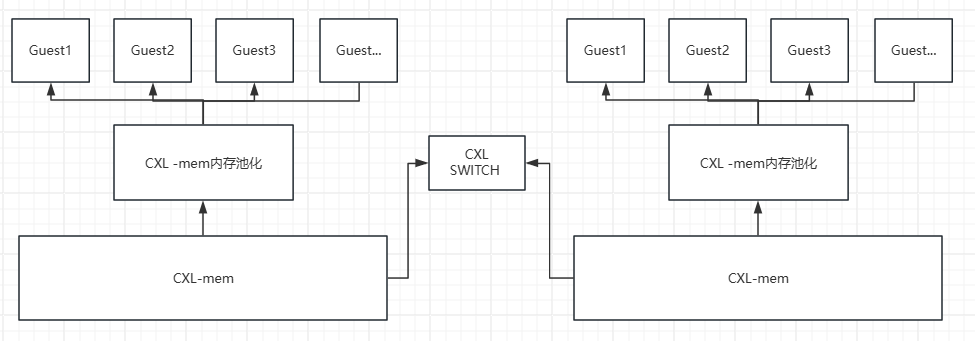 Guest1
Guest2
Guest3
Guest...
Guest1
Guest2
Guest3
Guest...
CXL -mem内存池化
CXL
SWITCH
CXL -mem内存池化
CXL-mem
CXL-mem